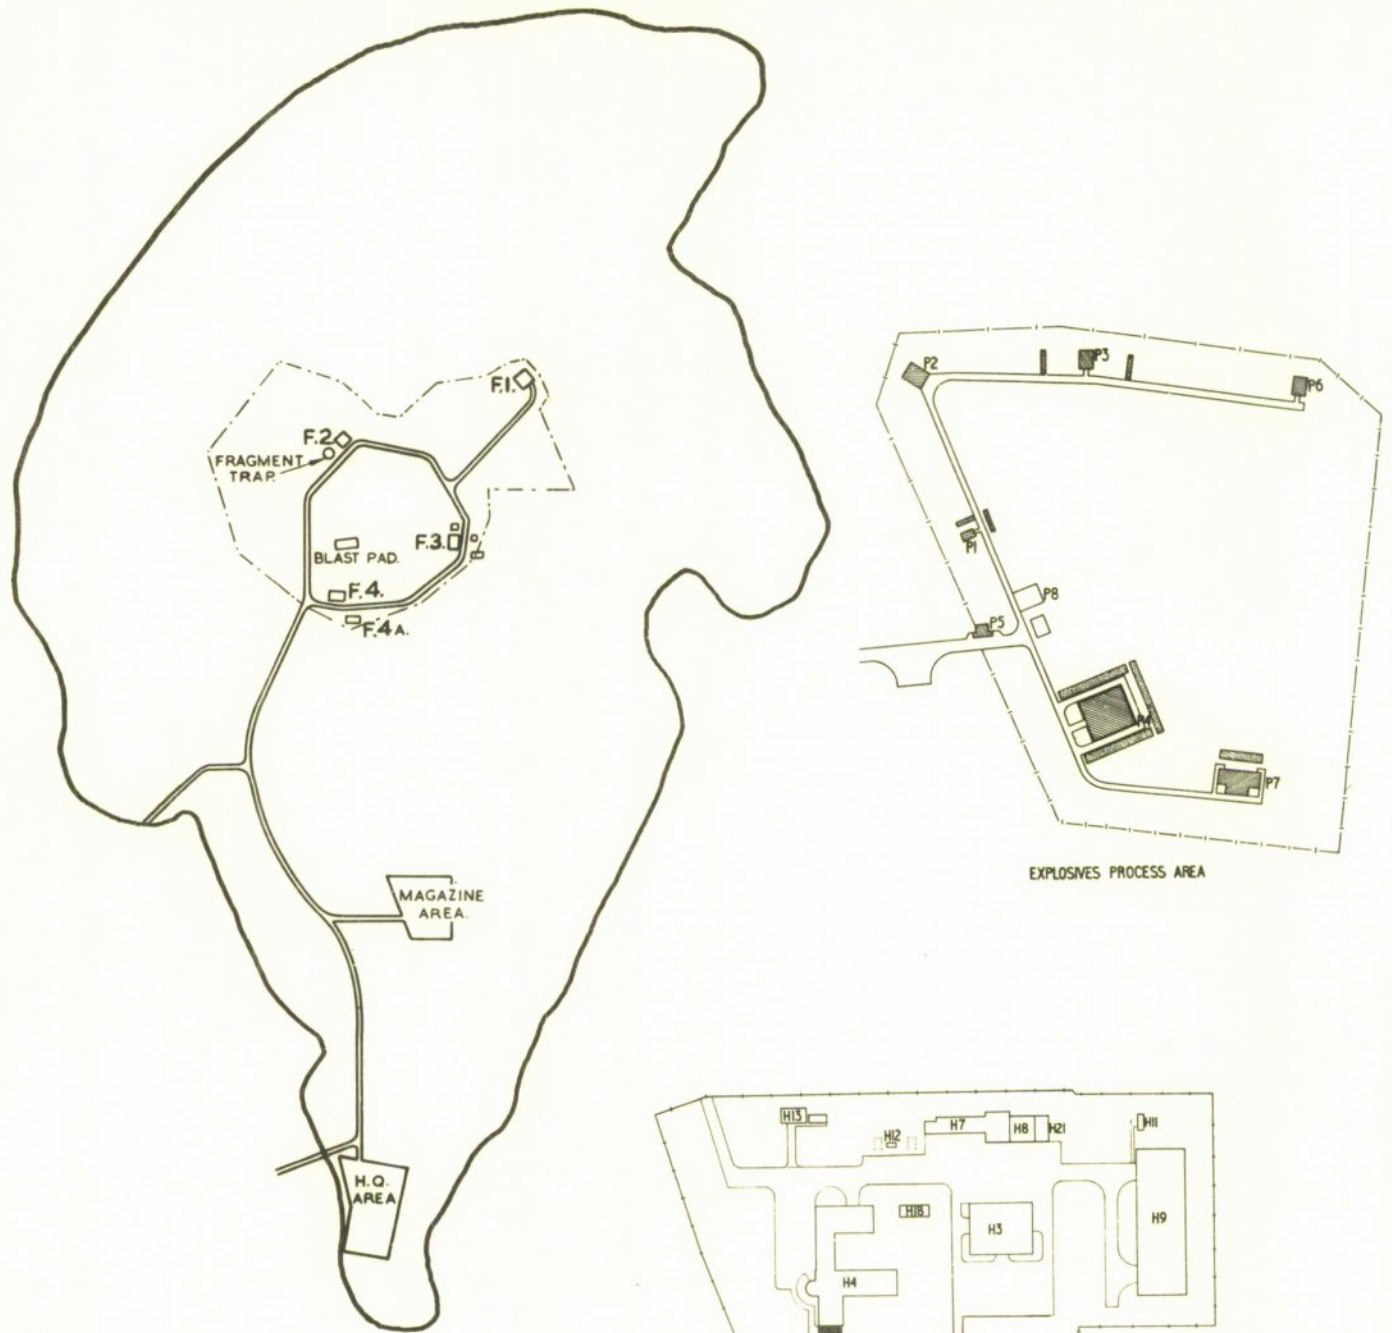 F.1.
F.2
FRAGMENT
TRAP.
BLAST PAD.
F.3.
F.4.
F.4A.
MAGAZINE
AREA.
H.Q.
AREA
P2
P3
P6
P1
P8
P5
P7
EXPLOSIVES PROCESS AREA
H13
H12
H7
H8
H21
H11
H18
H3
H9
H4